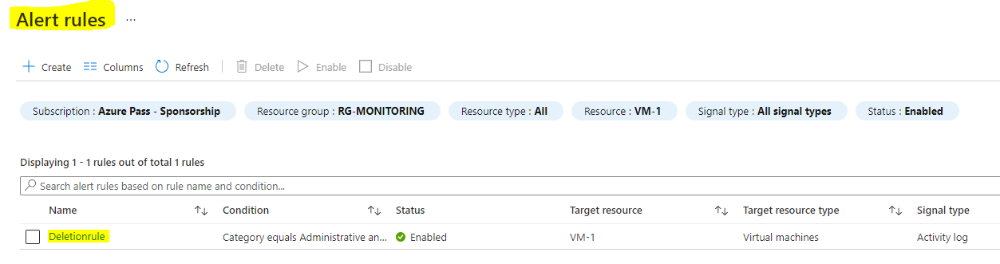 Alert rules ...
Create Columns Refresh Delete Enable Disable
Subscription : Azure Pass - Sponsorship Resource group : RG-MONITORING Resource type : All Resource : VM-1 Signal type : All signal types Status : Enabled
Displaying 1 - 1 rules out of total 1 rules
Search alert rules based on rule name and condition...
Name Condition Status Target resource Target resource type Signal type
Deletionrule Category equals Administrative an... Enabled VM-1 Virtual machines Activity log